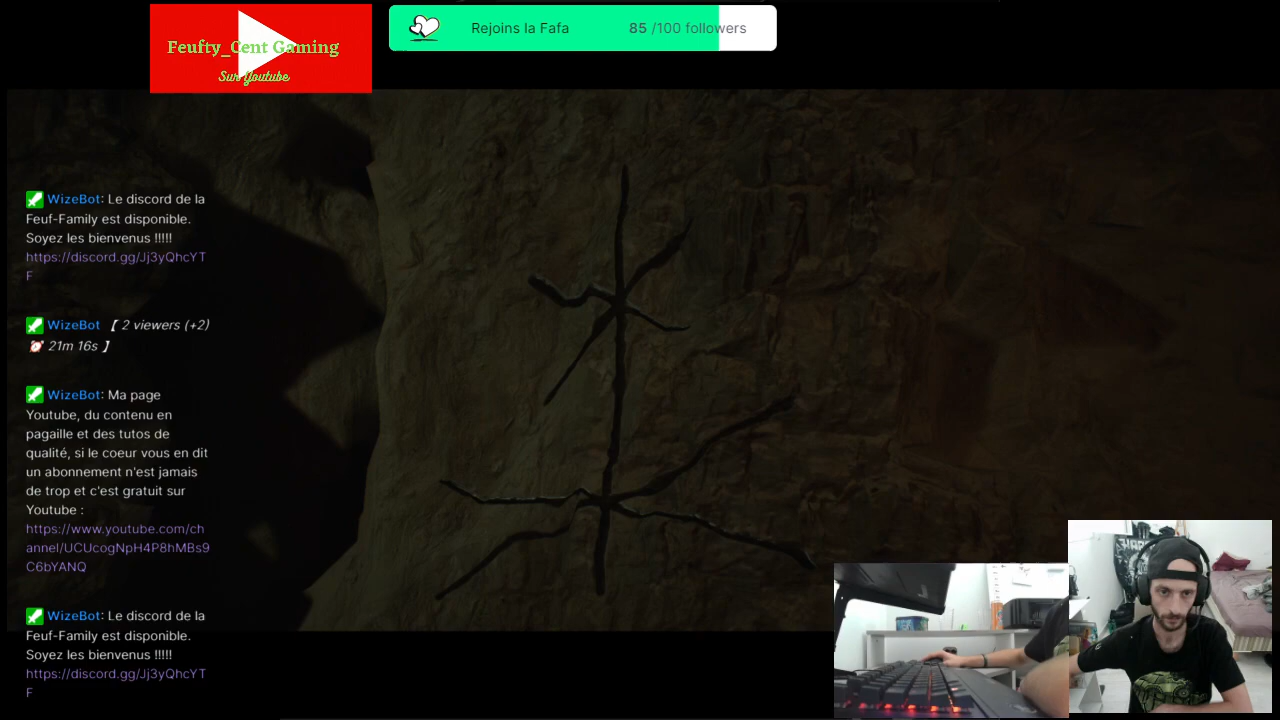 Feufty_Cent Gaming
Sur Youtube
Rejoins la Fafa 85 /100 followers
WizeBot: Le discord de la
Feuf-Family est disponible.
Soyez les bienvenus !!!!!
https://discord.gg/Jj3yQhcYT
F
WizeBot 【 2 viewers (+2)
⏰ 21m 16s 】
WizeBot: Ma page
Youtube, du contenu en
pagaille et des tutos de
qualité, si le coeur vous en dit
un abonnement n'est jamais
de trop et c'est gratuit sur
Youtube :
https://www.youtube.com/ch
annel/UCUcogNpH4P8hMBs9
C6bYANQ
WizeBot: Le discord de la
Feuf-Family est disponible.
Soyez les bienvenus !!!!!
https://discord.gg/Jj3yQhcYT
F